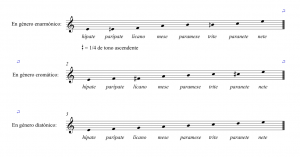 En género enarmónico:
hípate parípate lícano mese paramese trite paranete nete
= 1/4 de tono ascendente
2
En género cromático:
hípate parípate lícano mese paramese trite paranete nete
3
En género diatónico:
hípate parípate lícano mese paramese trite paranete nete